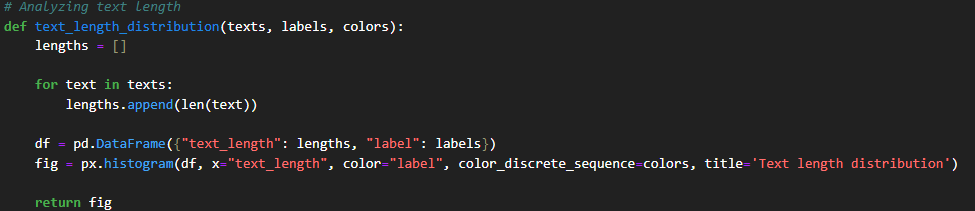 # Analyzing text length
def text_length_distribution(texts, labels, colors):
    lengths = []

    for text in texts:
        lengths.append(len(text))

    df = pd.DataFrame({"text_length": lengths, "label": labels})
    fig = px.histogram(df, x="text_length", color="label", color_discrete_sequence=colors, title='Text length distribution')

    return fig